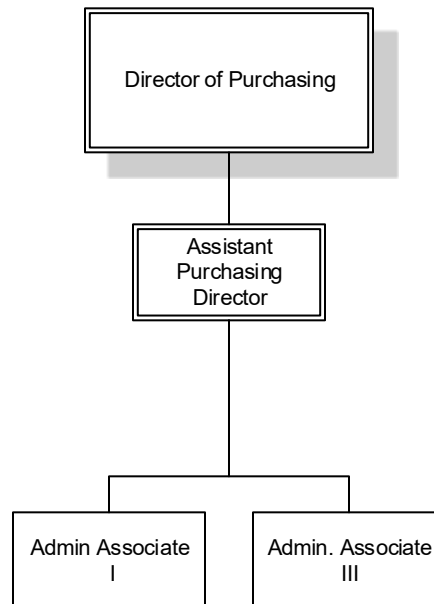 Director of Purchasing
Assistant
Purchasing
Director
Admin Associate
I
Admin. Associate
III